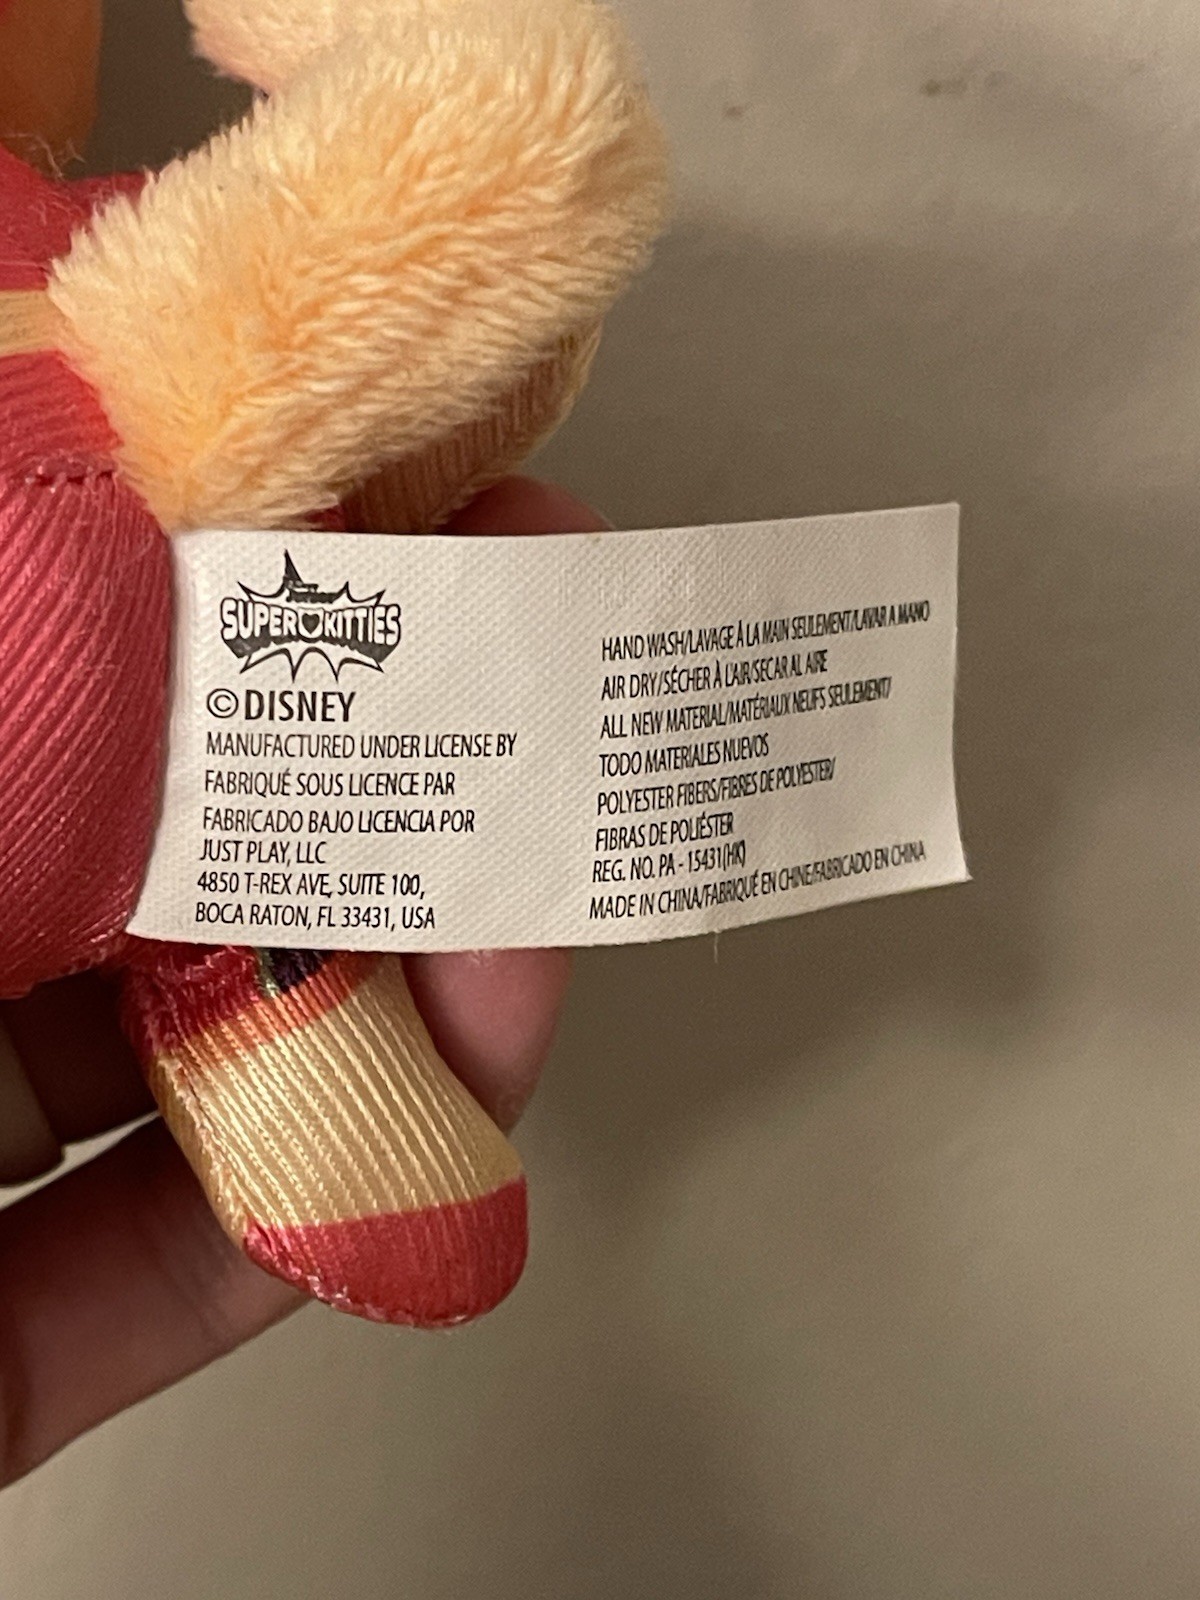 SUPER KITTIES
© DISNEY
MANUFACTURED UNDER LICENSE BY
FABRIQUÉ SOUS LICENCE PAR
FABRICADO BAJO LICENCIA POR
JUST PLAY, LLC
4850 T-REX AVE, SUITE 100,
BOCA RATON, FL 33431, USA
HAND WASH/LAVAGE À LA MAIN SEULEMENT/LAVAR A MANO
AIR DRY/SÉCHER À L'AIR/SECAR AL AIRE
ALL NEW MATERIAL/MATÉRIAUX NEUFS SEULEMENT/
TODO MATERIALES NUEVOS
POLYESTER FIBERS/FIBRES DE POLYESTER/
FIBRAS DE POLIÉSTER
REG. NO. PA - 15431(HK)
MADE IN CHINA/FABRIQUÉ EN CHINE/FABRICADO EN CHINA